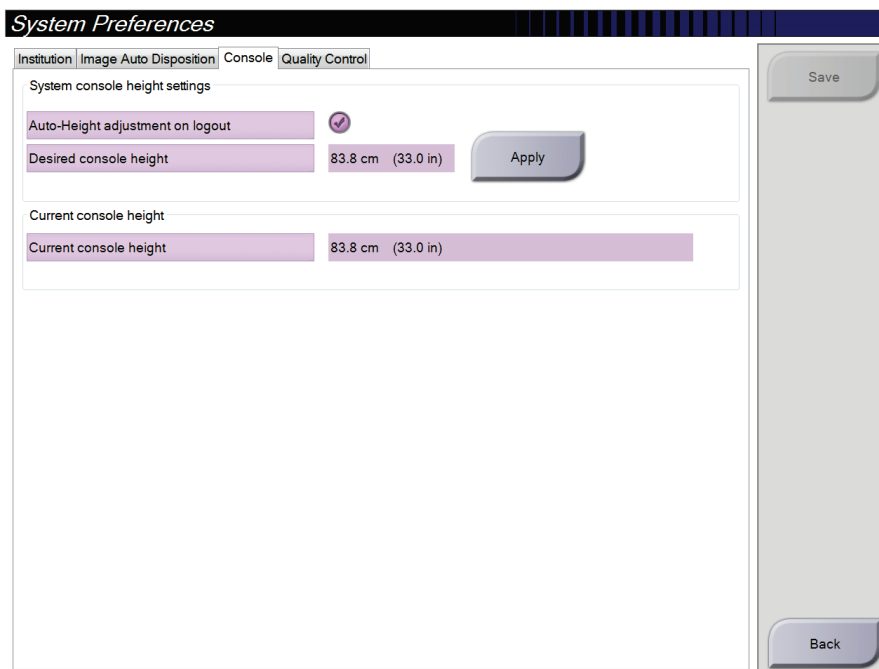 System Preferences
Institution Image Auto Disposition Console Quality Control
Save
System console height settings
Auto-Height adjustment on logout
Desired console height 83.8 cm (33.0 in) Apply
Current console height
Current console height 83.8 cm (33.0 in)
Back